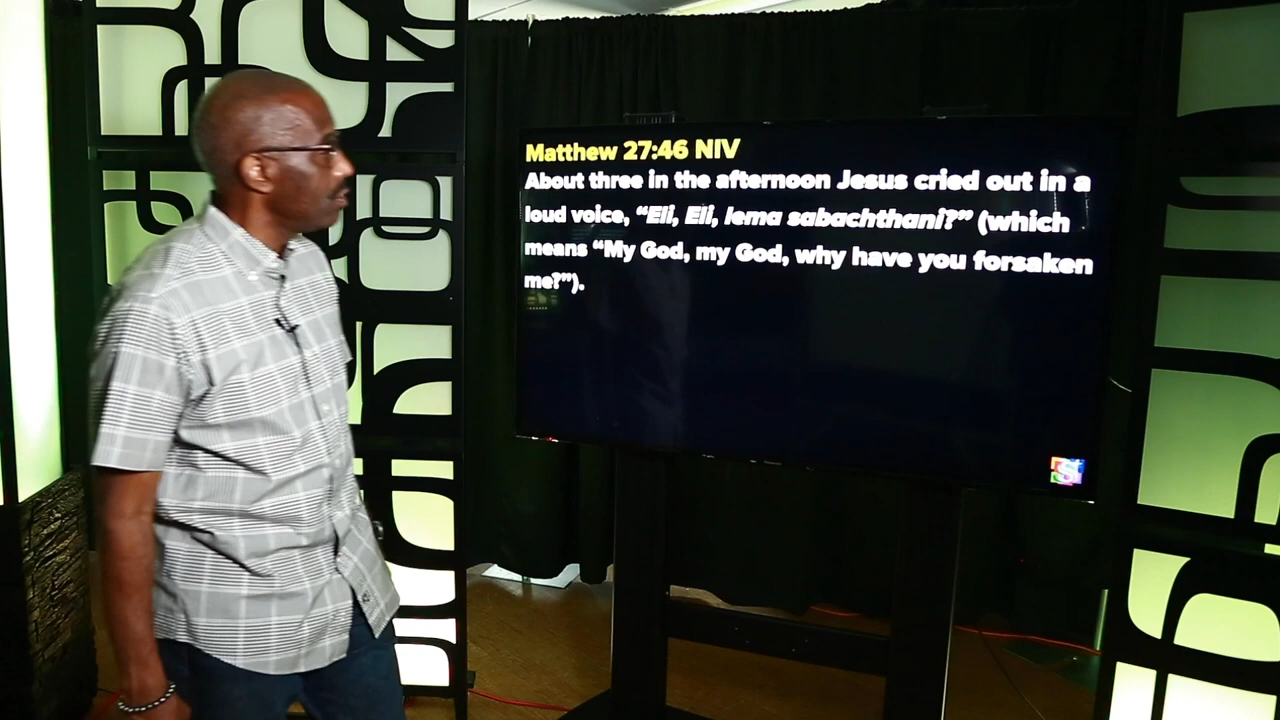 Matthew 27:46 NIV
About three in the afternoon Jesus cried out in a
loud voice, “Eli, Eli, lema sabachthani?” (which
means “My God, my God, why have you forsaken
me?”).